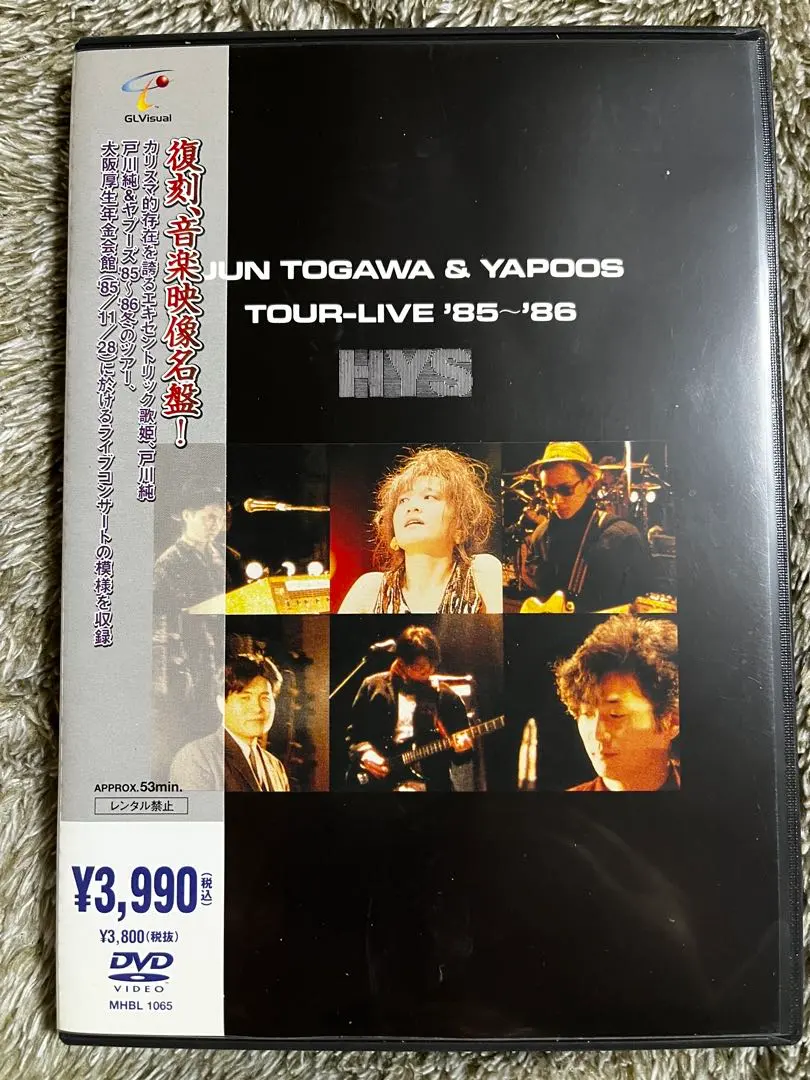 GLVisual
復刻、音楽映像名盤!
カリスマ的存在を誇るエキセントリック歌姫、戸川純
戸川純&ヤプーズ'85〜'86冬のツアー、
大阪厚生年金会館('85/11/28)に於けるライブコンサートの模様を収録
JUN TOGAWA & YAPOOS
TOUR-LIVE '85〜'86
HYS
APPROX.53min.
レンタル禁止
¥3,990(税込)
¥3,800(税抜)
DVD
VIDEO
MHBL 1065